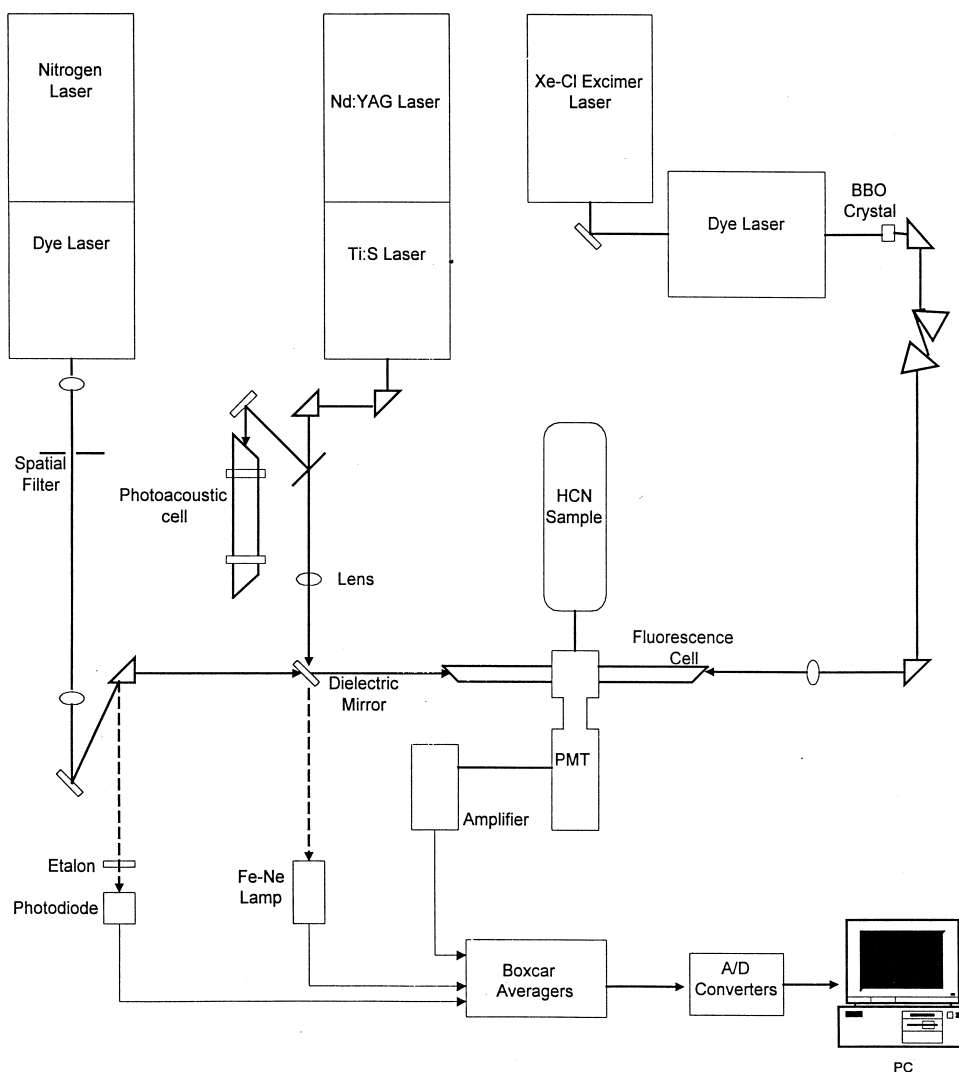 Nitrogen
Laser
Nd:YAG Laser
Xe-Cl Excimer
Laser
Dye Laser
Ti:S Laser
Dye Laser
BBO
Crystal
Spatial
Filter
Photoacoustic
cell
HCN
Sample
Lens
Fluorescence
Cell
Dielectric
Mirror
PMT
Amplifier
Etalon
Photodiode
Fe-Ne
Lamp
Boxcar
Averagers
A/D
Converters
PC